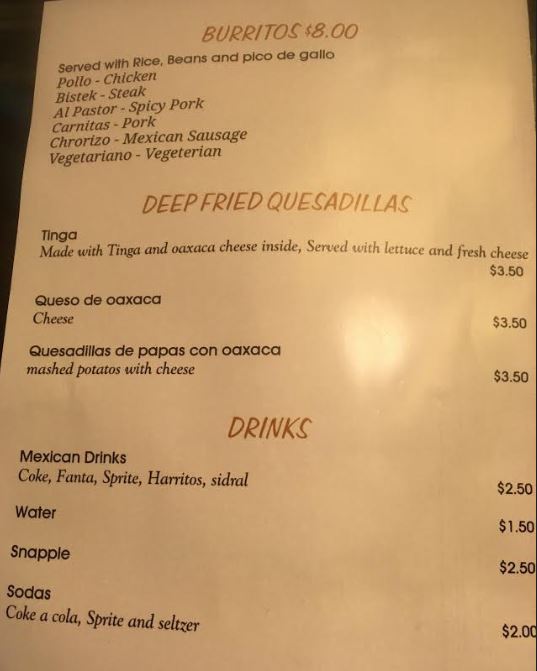 BURRITOS $8.00
Served with Rice, Beans and pico de gallo
Pollo - Chicken
Bistek - Steak
Al Pastor - Spicy Pork
Carnitas - Pork
Chrorizo - Mexican Sausage
Vegetariano - Vegeterian
DEEP FRIED QUESADILLAS
Tinga
Made with Tinga and oaxaca cheese inside, Served with lettuce and fresh cheese
$3.50
Queso de oaxaca
Cheese
$3.50
Quesadillas de papas con oaxaca
mashed potatos with cheese
$3.50
DRINKS
Mexican Drinks
Coke, Fanta, Sprite, Harritos, sidral
$2.50
Water
$1.50
Snapple
$2.50
Sodas
Coke a cola, Sprite and seltzer
$2.00